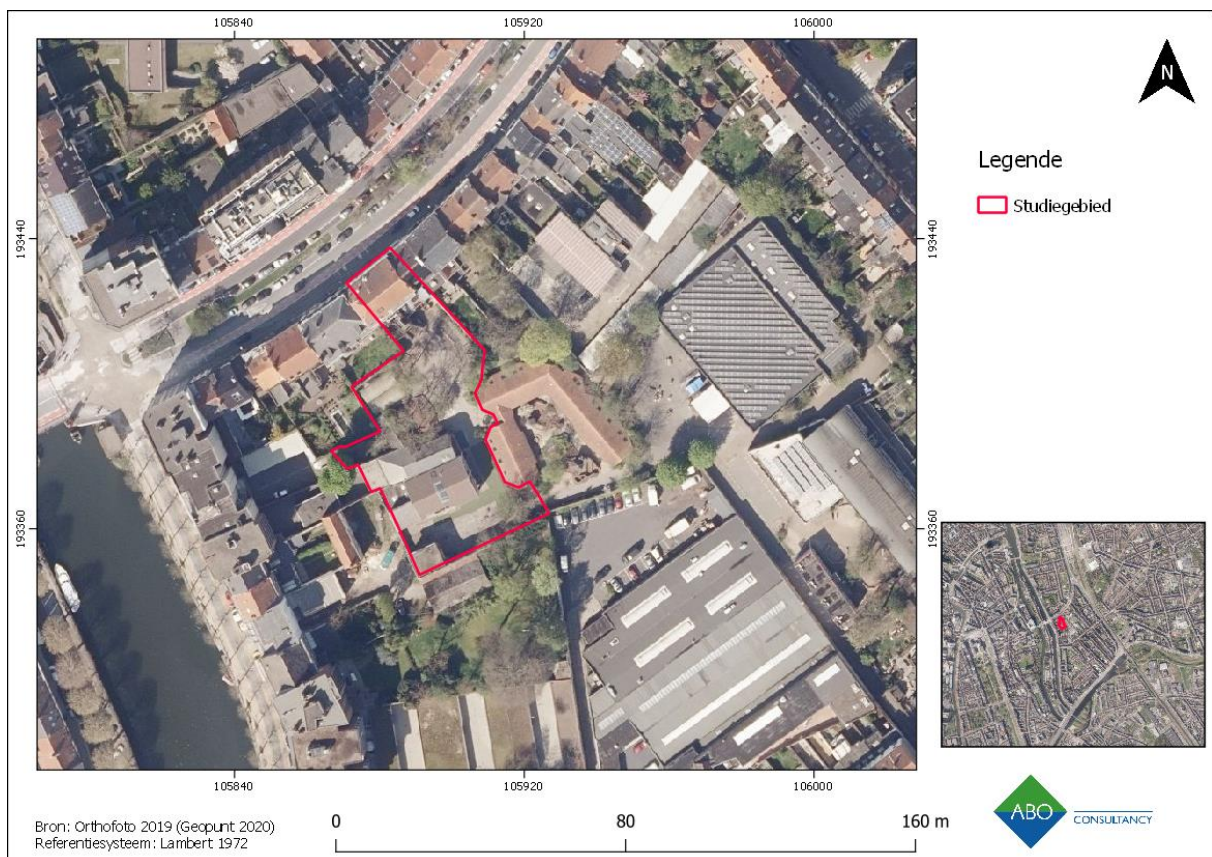 105840 105920 106000
N
Legende
Studiegebied
193440 193440
193360 193360
105840 105920 106000
Bron: Orthofoto 2019 (Geopunt 2020)
Referentiesysteem: Lambert 1972
0 80 160 m
ABO CONSULTANCY